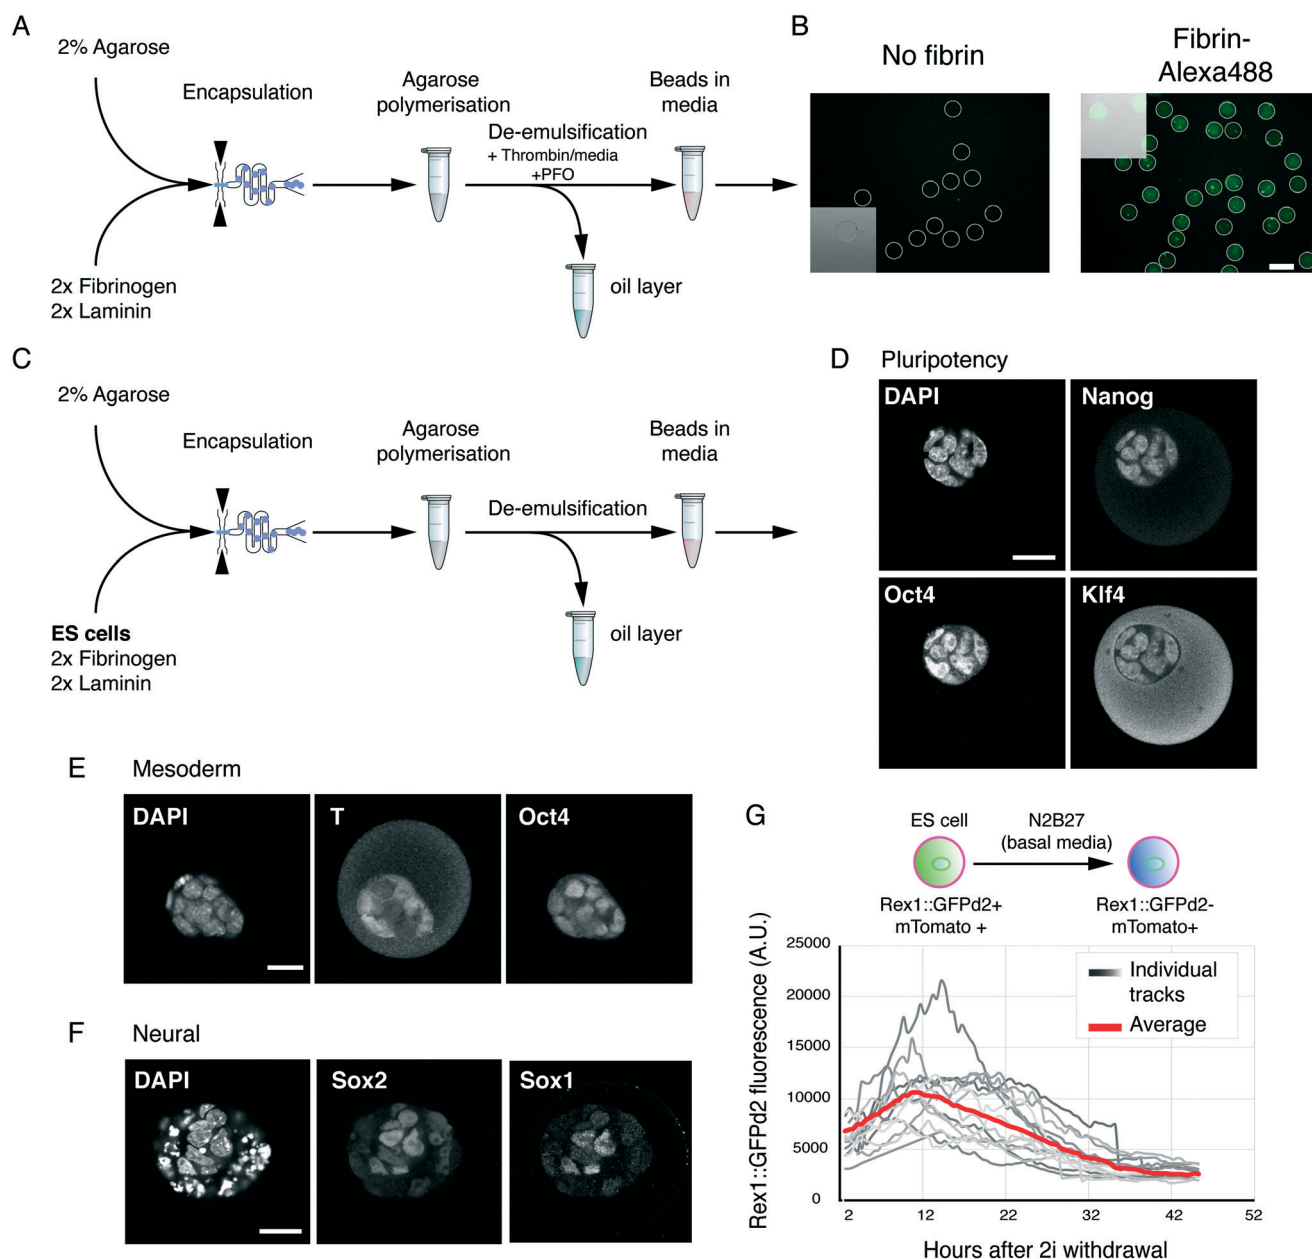 A
2% Agarose
Encapsulation
Agarose
polymerisation
De-emulsification
+ Thrombin/media
+PFO
Beads in
media
2x Fibrinogen
2x Laminin
oil layer
B
No fibrin
Fibrin-
Alexa488
C
2% Agarose
Encapsulation
Agarose
polymerisation
De-emulsification
Beads in
media
ES cells
2x Fibrinogen
2x Laminin
oil layer
D Pluripotency
DAPI
Nanog
Oct4
Klf4
E Mesoderm
DAPI
T
Oct4
F Neural
DAPI
Sox2
Sox1
G
ES cell
N2B27
(basal media)
Rex1::GFPd2+
mTomato +
Rex1::GFPd2-
mTomato+
Rex1::GFPd2 fluorescence (A.U.)
25000
20000
15000
10000
5000
0
Individual
tracks
Average
2 12 22 32 42 52
Hours after 2i withdrawal